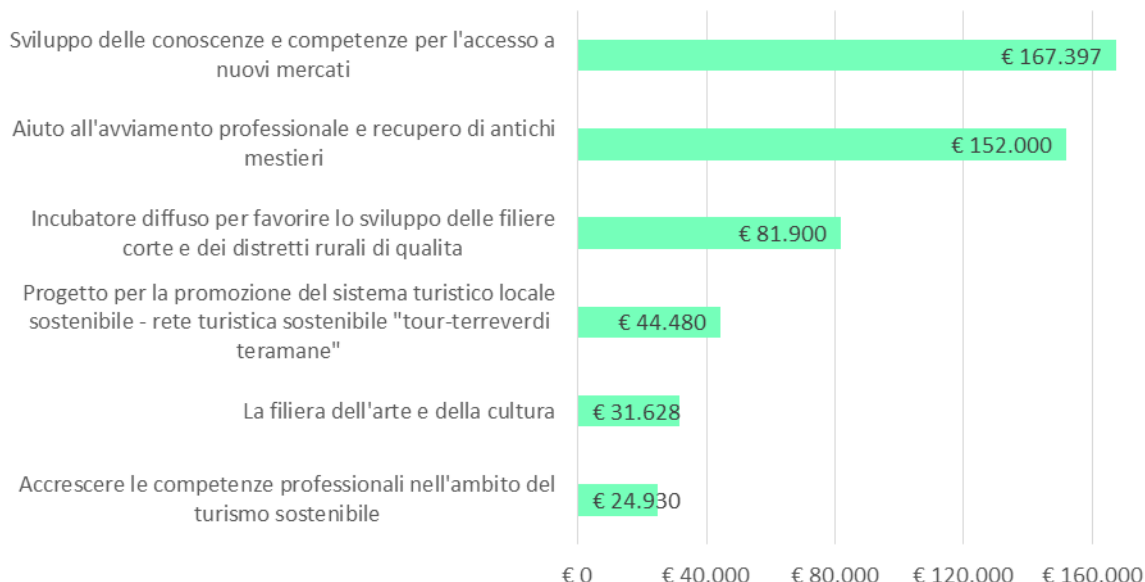 Sviluppo delle conoscenze e competenze per l'accesso a
nuovi mercati
€ 167.397
Aiuto all'avviamento professionale e recupero di antichi
mestieri
€ 152.000
Incubatore diffuso per favorire lo sviluppo delle filiere
corte e dei distretti rurali di qualita
€ 81.900
Progetto per la promozione del sistema turistico locale
sostenibile - rete turistica sostenibile "tour-terreverdi
teramane"
€ 44.480
La filiera dell'arte e della cultura
€ 31.628
Accrescere le competenze professionali nell'ambito del
turismo sostenibile
€ 24.930
€ 0 € 40.000 € 80.000 € 120.000 € 160.000